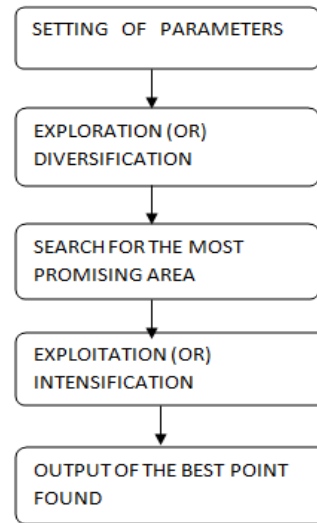 SETTING OF PARAMETERS
EXPLORATION (OR)
DIVERSIFICATION
SEARCH FOR THE MOST
PROMISING AREA
EXPLOITATION (OR)
INTENSIFICATION
OUTPUT OF THE BEST POINT
FOUND